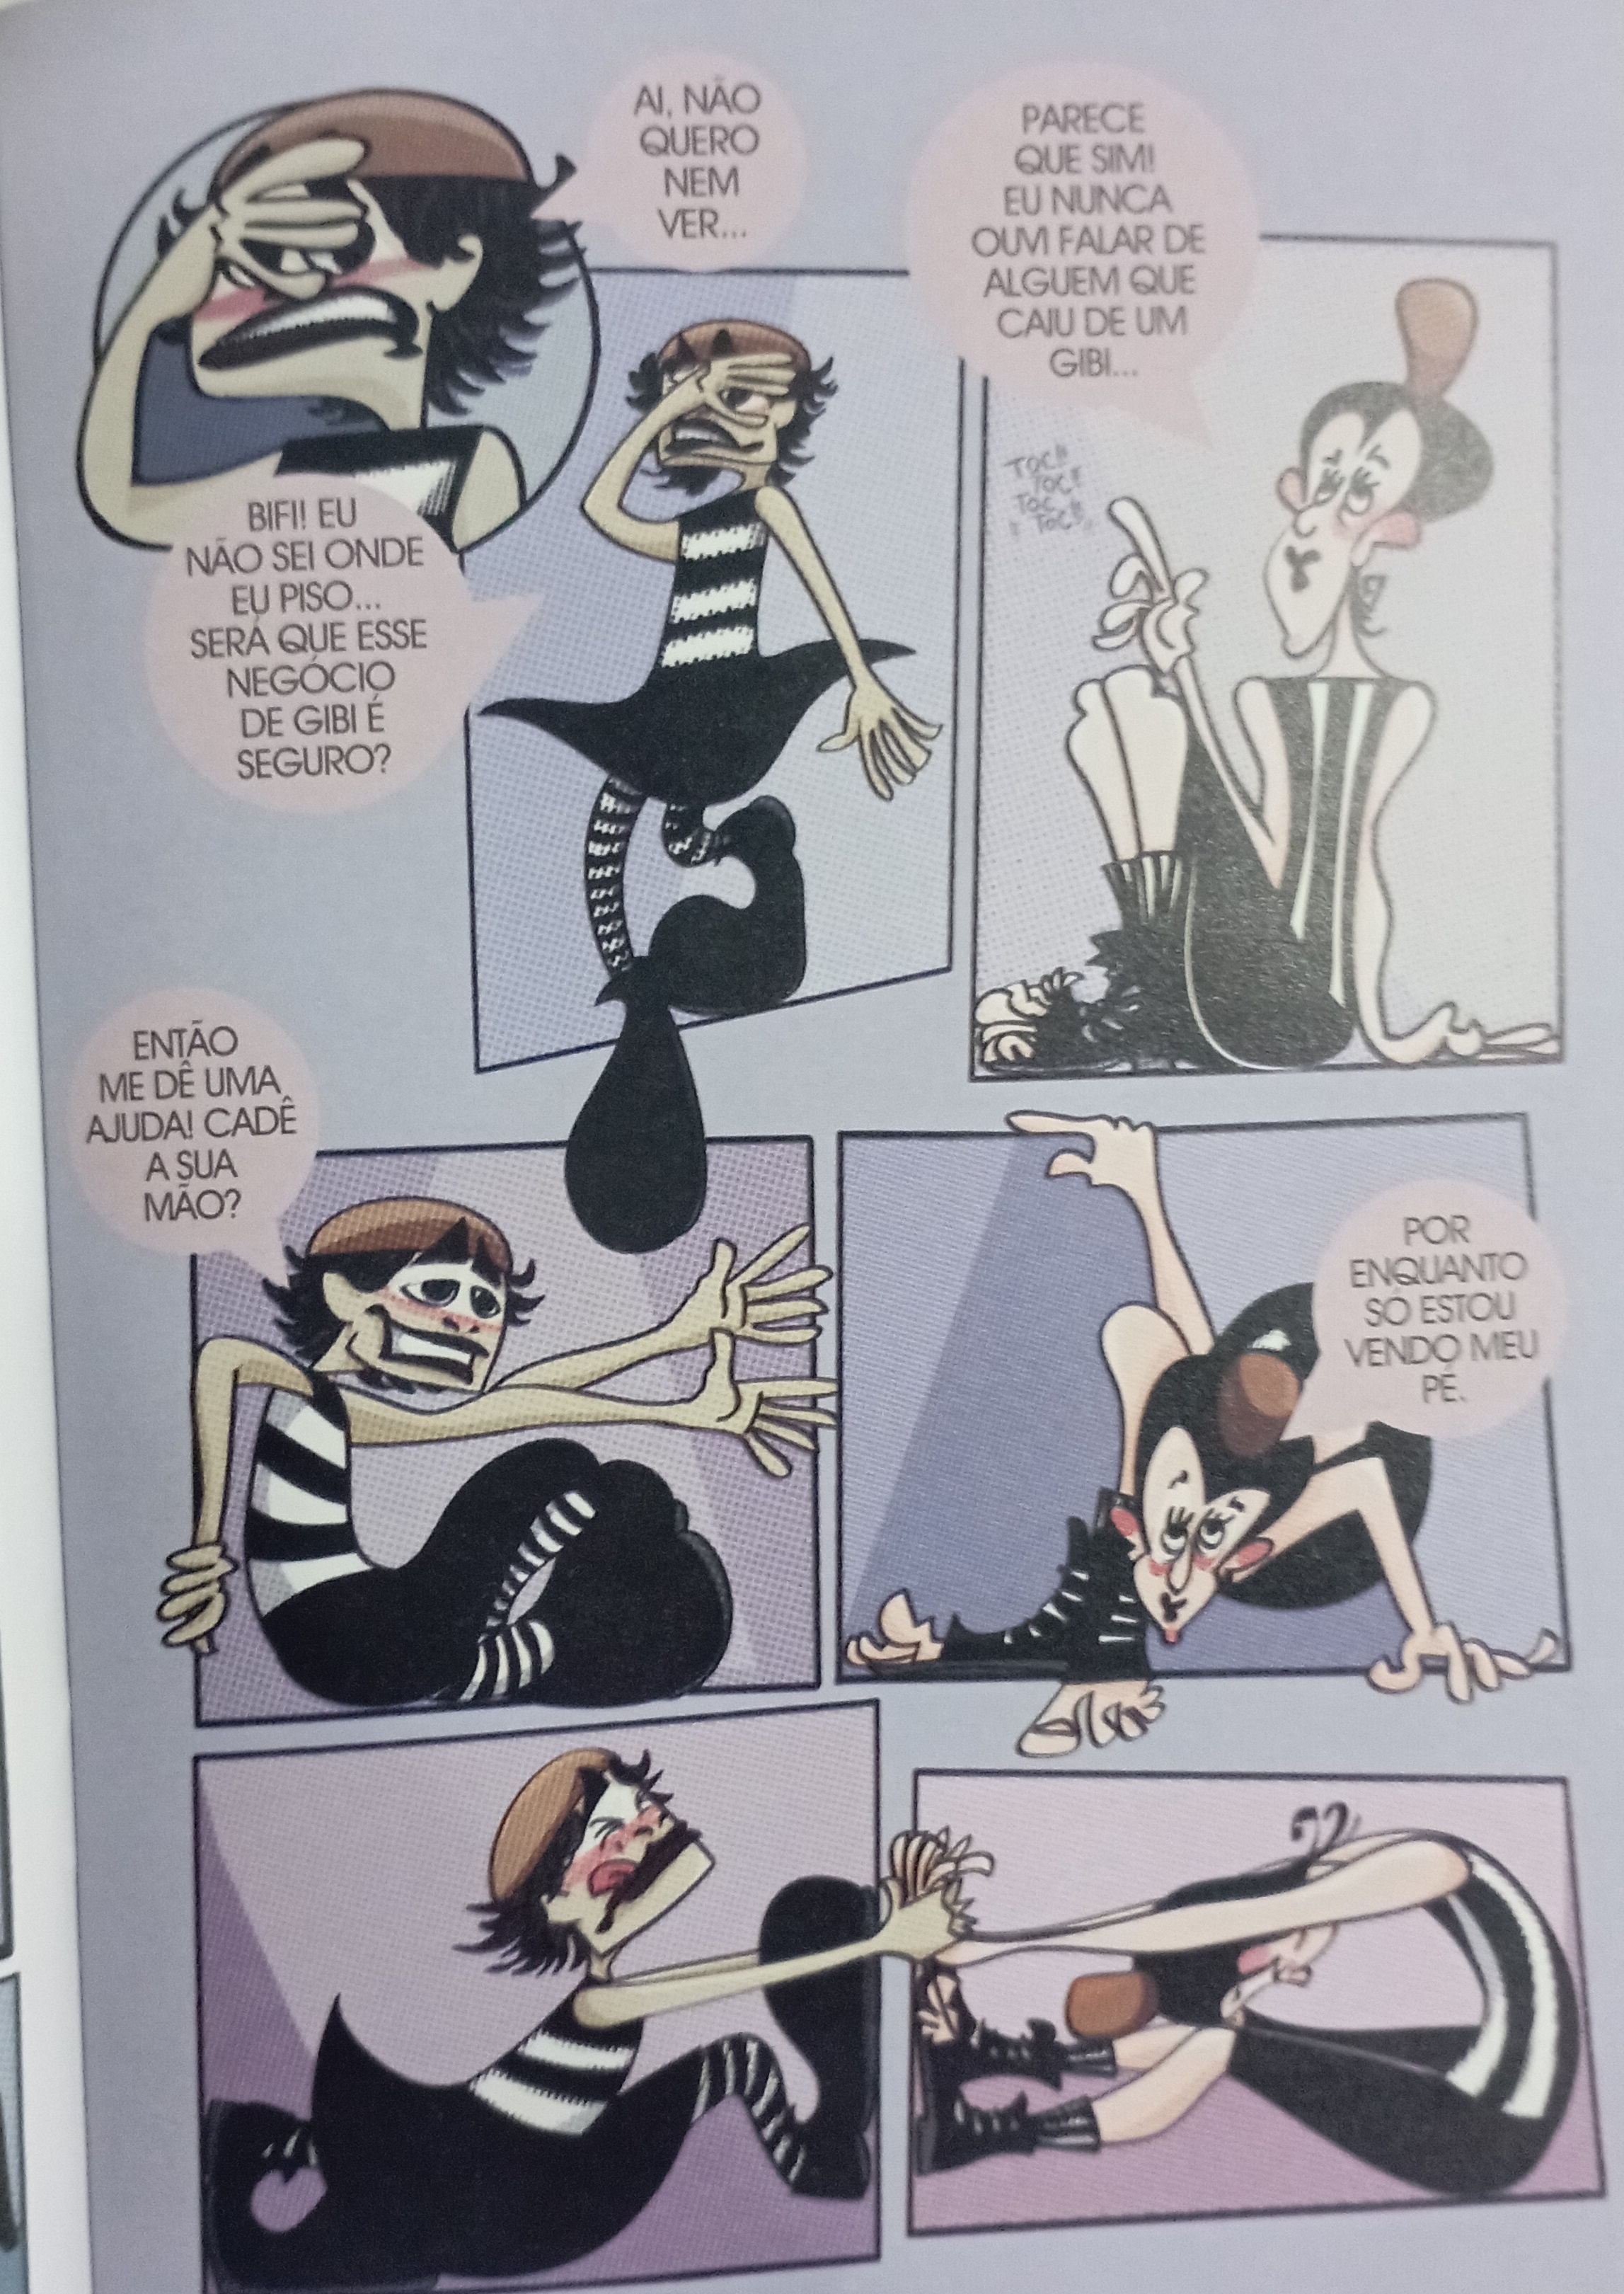 AI, NÃO
QUERO
NEM
VER...
BIFI! EU
NÃO SEI ONDE
EU PISO...
SERÁ QUE ESSE
NEGÓCIO
DE GIBI É
SEGURO?
PARECE
QUE SIM!
EU NUNCA
OUVI FALAR DE
ALGUEM QUE
CAIU DE UM
GIBI...
TOC!!
TOC!
TOC
TOC!!
ENTÃO
ME DÊ UMA
AJUDA! CADÊ
A SUA
MÃO?
POR
ENQUANTO
SÓ ESTOU
VENDO MEU
PÉ.